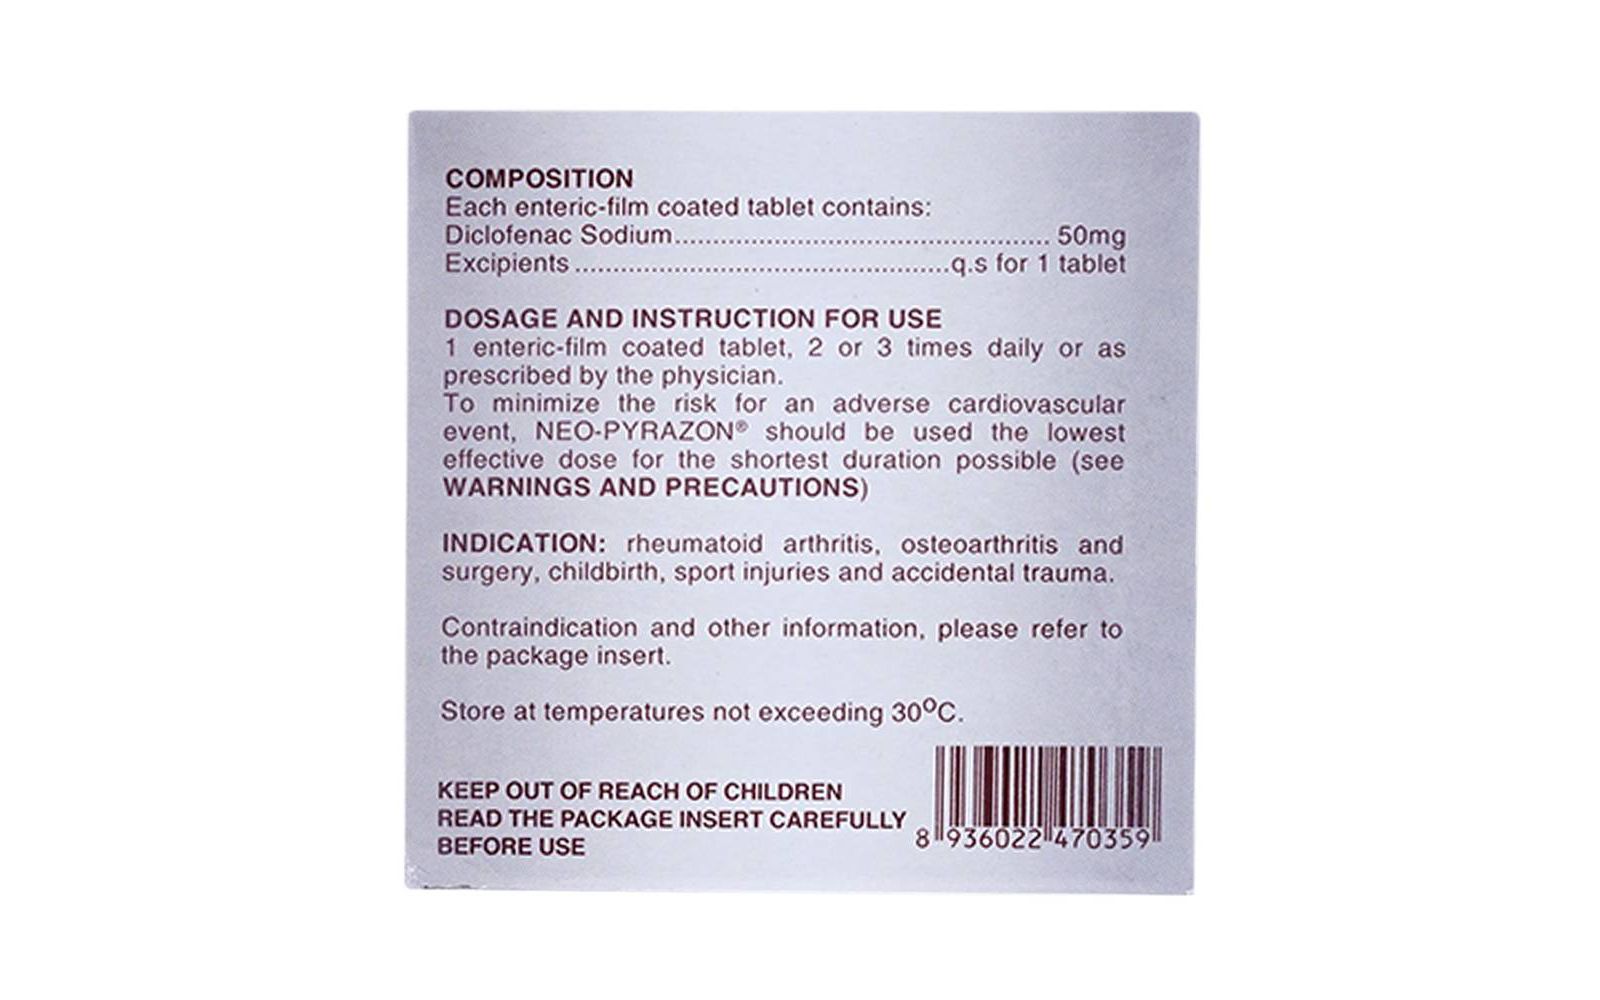 COMPOSITION
Each enteric-film coated tablet contains:
Diclofenac Sodium................................................ 50mg
Excipients................................................q.s for 1 tablet
DOSAGE AND INSTRUCTION FOR USE
1 enteric-film coated tablet, 2 or 3 times daily or as
prescribed by the physician.
To minimize the risk for an adverse cardiovascular
event, NEO-PYRAZON® should be used the lowest
effective dose for the shortest duration possible (see
WARNINGS AND PRECAUTIONS)
INDICATION: rheumatoid arthritis, osteoarthritis and
surgery, childbirth, sport injuries and accidental trauma.
Contraindication and other information, please refer to
the package insert.
Store at temperatures not exceeding 30ºC.
KEEP OUT OF REACH OF CHILDREN
READ THE PACKAGE INSERT CAREFULLY
BEFORE USE
8 936022 470359